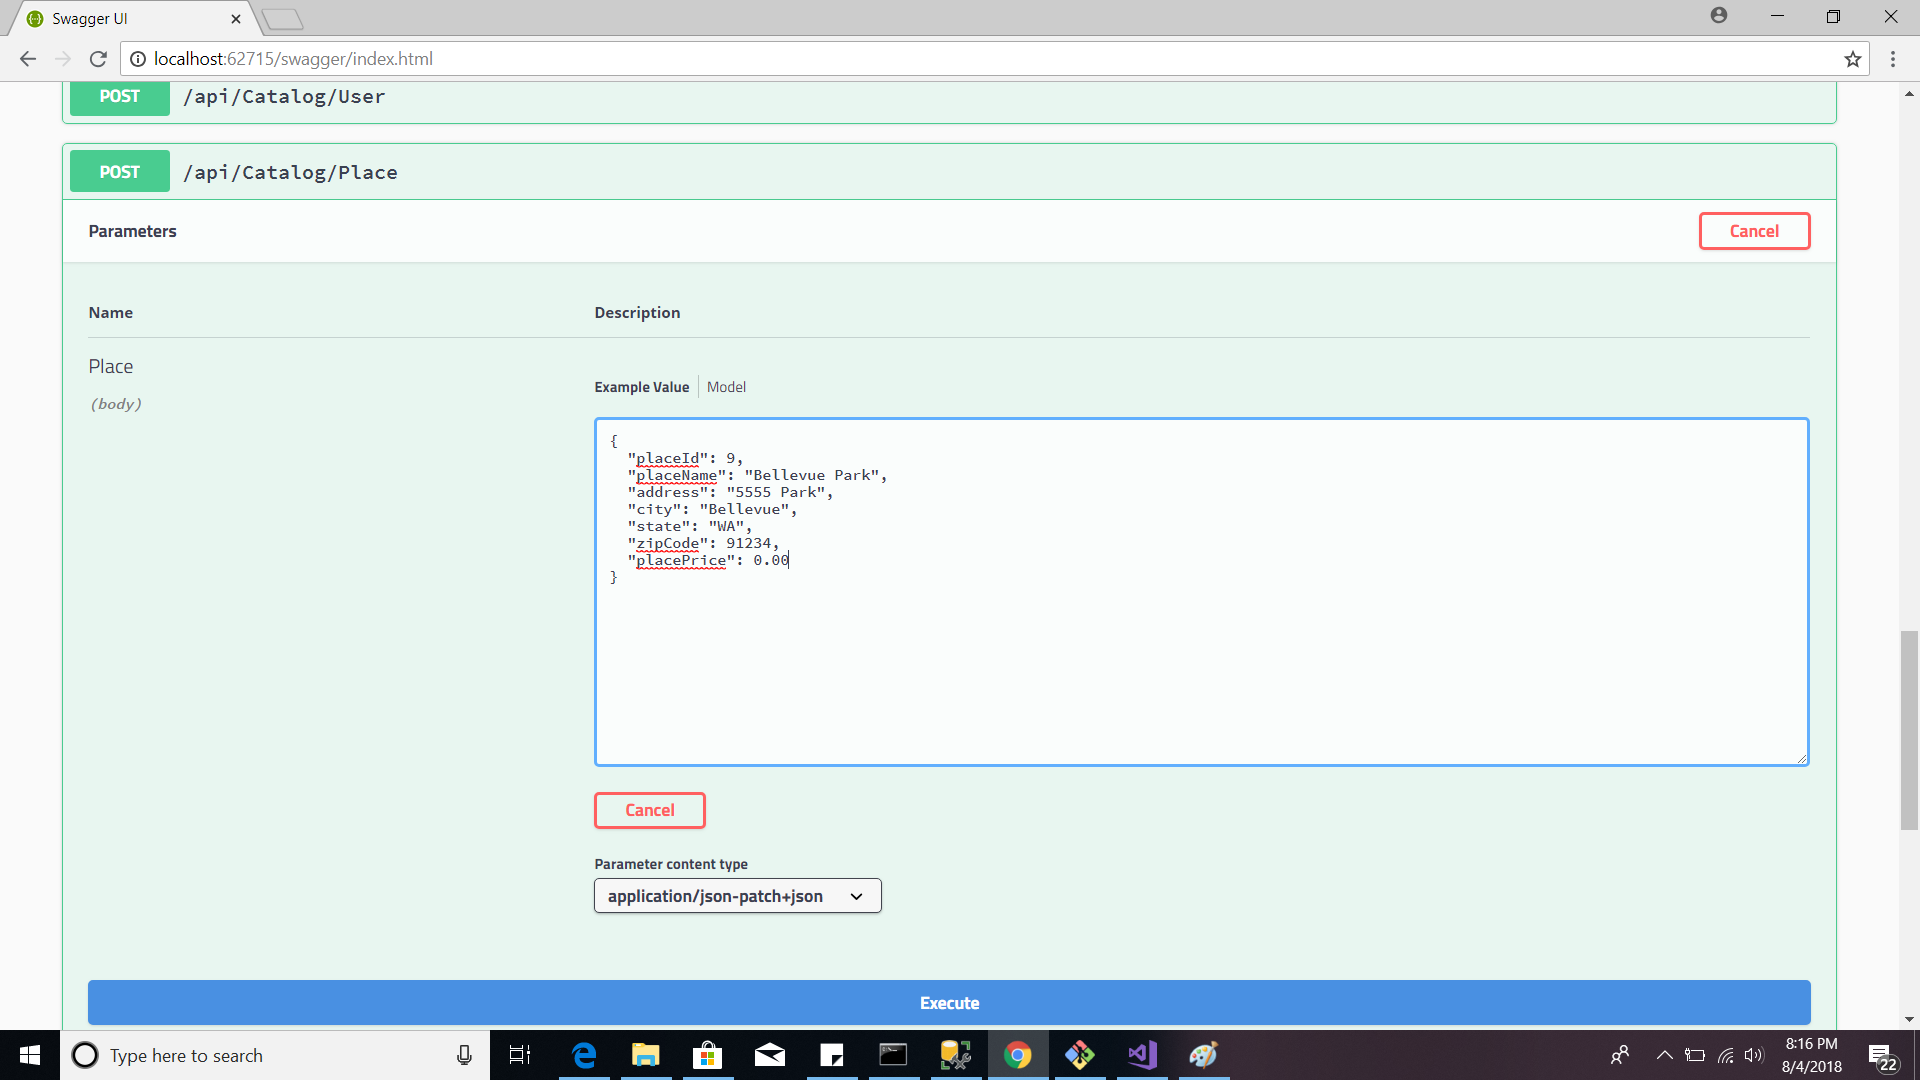 Swagger UI
localhost:62715/swagger/index.html
POST /api/Catalog/User
POST /api/Catalog/Place
Parameters Cancel
Name Description
Place
(body)
Example Value Model
{
"placeId": 9,
"placeName": "Bellevue Park",
"address": "5555 Park",
"city": "Bellevue",
"state": "WA",
"zipCode": 91234,
"placePrice": 0.00
}
Cancel
Parameter content type
application/json-patch+json
Execute
Type here to search
8:16 PM
8/4/2018
22